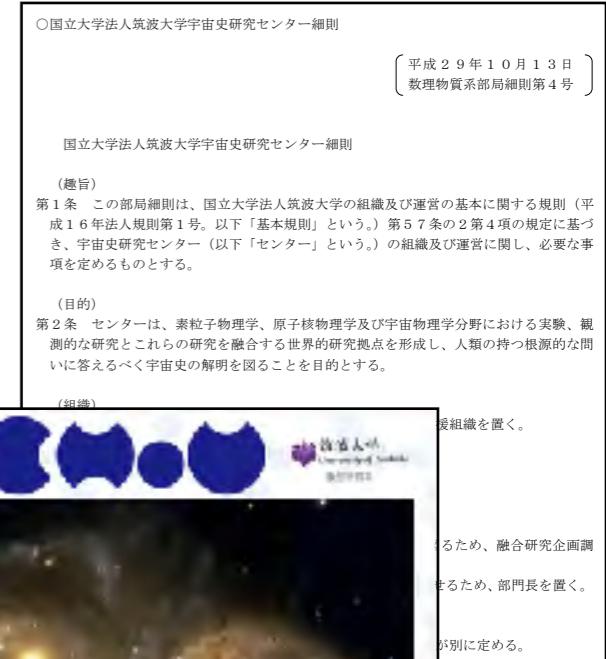 ○国立大学法人筑波大学宇宙史研究センター細則
平成２９年１０月１３日
数理物質系部局細則第４号
国立大学法人筑波大学宇宙史研究センター細則
（趣旨）
第１条　この部局細則は、国立大学法人筑波大学の組織及び運営の基本に関する規則（平
成１６年法人規則第１号。以下「基本規則」という。）第５７条の２第４項の規定に基づ
き、宇宙史研究センター（以下「センター」という。）の組織及び運営に関し、必要な事
項を定めるものとする。
（目的）
第２条　センターは、素粒子物理学、原子核物理学及び宇宙物理学分野における実験、観
測的な研究とこれらの研究を融合する世界的研究拠点を形成し、人類の持つ根源的な問
いに答えるべく宇宙史の解明を図ることを目的とする。
（組織）
援組織を置く。
筑波大学
University of Tsukuba
るため、融合研究企画調
せるため、部門長を置く。
が別に定める。